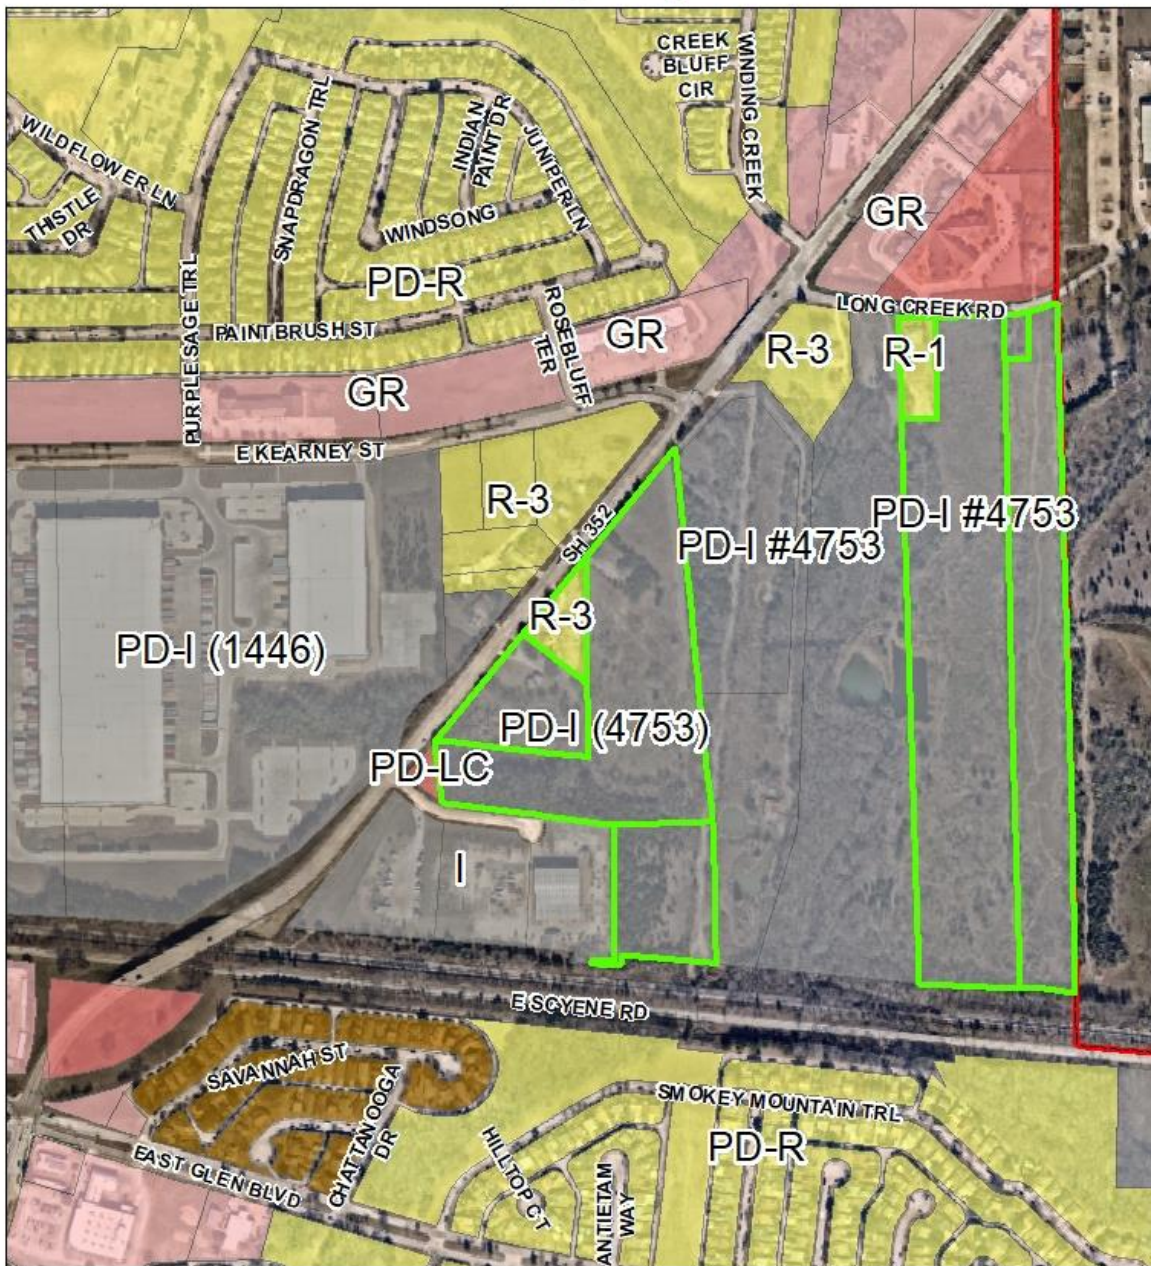 CREEK
BLUFF
CIR
WINDING CREEK
WILDFLOWER LN
SNAPDRAGON TRL
INDIAN
PAINT DR
JUNIPER LN
THISTLE
DR
WINDSONG
GR
PD-R
PURPLE SAGE TRL
PAINTBRUSH ST
ROSEBLUFF
TER
GR
LONG CREEK RD
R-3
R-1
GR
E KEARNEY ST
R-3
SH 352
PD-I #4753
PD-I #4753
R-3
PD-I (1446)
PD-I (4753)
PD-LC
I
E SCYENE RD
SAVANNAH ST
CHATTANOOGA
DR
SMOKEY MOUNTAIN TRL
HILLTOP CT
PD-R
EAST GLEN BLVD
ANTIETAM
WAY